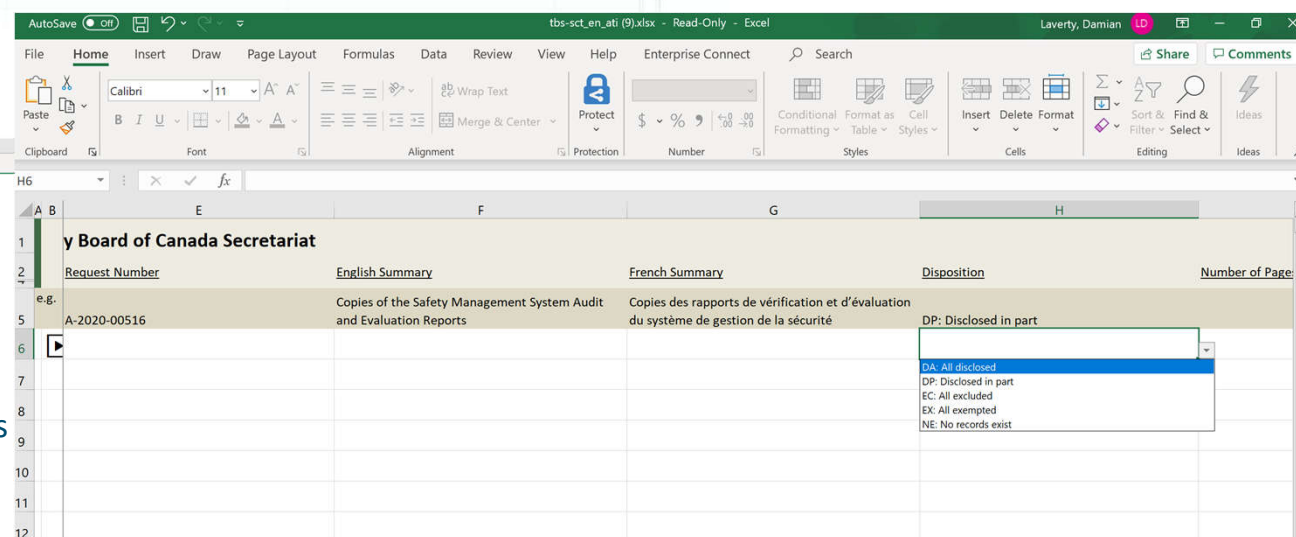 AutoSave Off tbs-sct_en_ati (9).xlsx - Read-Only - Excel Laverty, Damian LD
File Home Insert Draw Page Layout Formulas Data Review View Help Enterprise Connect Search Share Comments
Calibri 11 A^ A˅ Wrap Text
Paste B I U A Merge & Center Protect $ % 9 Conditional Formatting Format as Table Cell Styles Insert Delete Format Sort & Filter Find & Select Ideas
Clipboard Font Alignment Protection Number Styles Cells Editing Ideas
H6 fx
A B E F G H
1 y Board of Canada Secretariat
2 Request Number English Summary French Summary Disposition Number of Page
e.g. Copies of the Safety Management System Audit Copies des rapports de vérification et d'évaluation
5 A-2020-00516 and Evaluation Reports du système de gestion de la sécurité DP: Disclosed in part
6
DA: All disclosed
7 DP: Disclosed in part
EC: All excluded
8 EX: All exempted
NE: No records exist
s
9
10
11
12